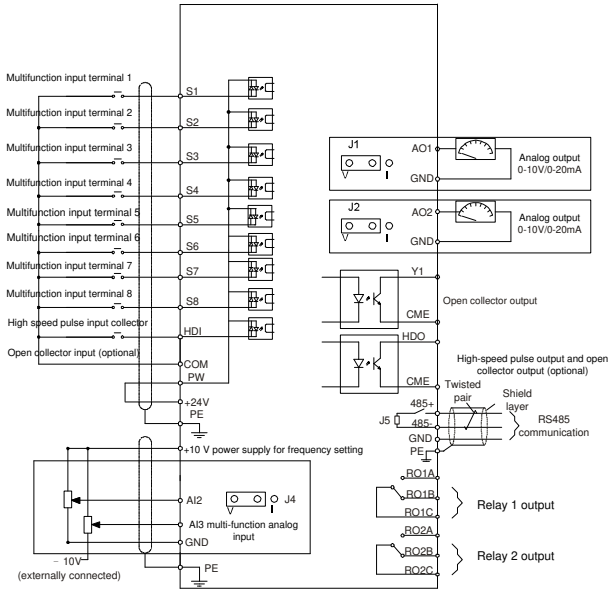 Multifunction input terminal 1
S1
Multifunction input terminal 2
S2
Multifunction input terminal 3
S3
Multifunction input terminal 4
S4
Multifunction input terminal 5
S5
Multifunction input terminal 6
S6
Multifunction input terminal 7
S7
Multifunction input terminal 8
S8
High speed pulse input collector
HDI
Open collector input (optional)
COM
PW
+24V
PE
+10 V power supply for frequency setting
AI2
J4
AI3 multi-function analog
input
GND
- 10V
(externally connected)
PE
J1
V
I
AO1
GND
Analog output
0-10V/0-20mA
J2
V
I
AO2
GND
Analog output
0-10V/0-20mA
Y1
CME
Open collector output
HDO
CME
High-speed pulse output and open
collector output (optional)
Twisted
pair
Shield
layer
485+
J5
485-
GND
PE
RS485
communication
RO1A
RO1B
RO1C
Relay 1 output
RO2A
RO2B
RO2C
Relay 2 output